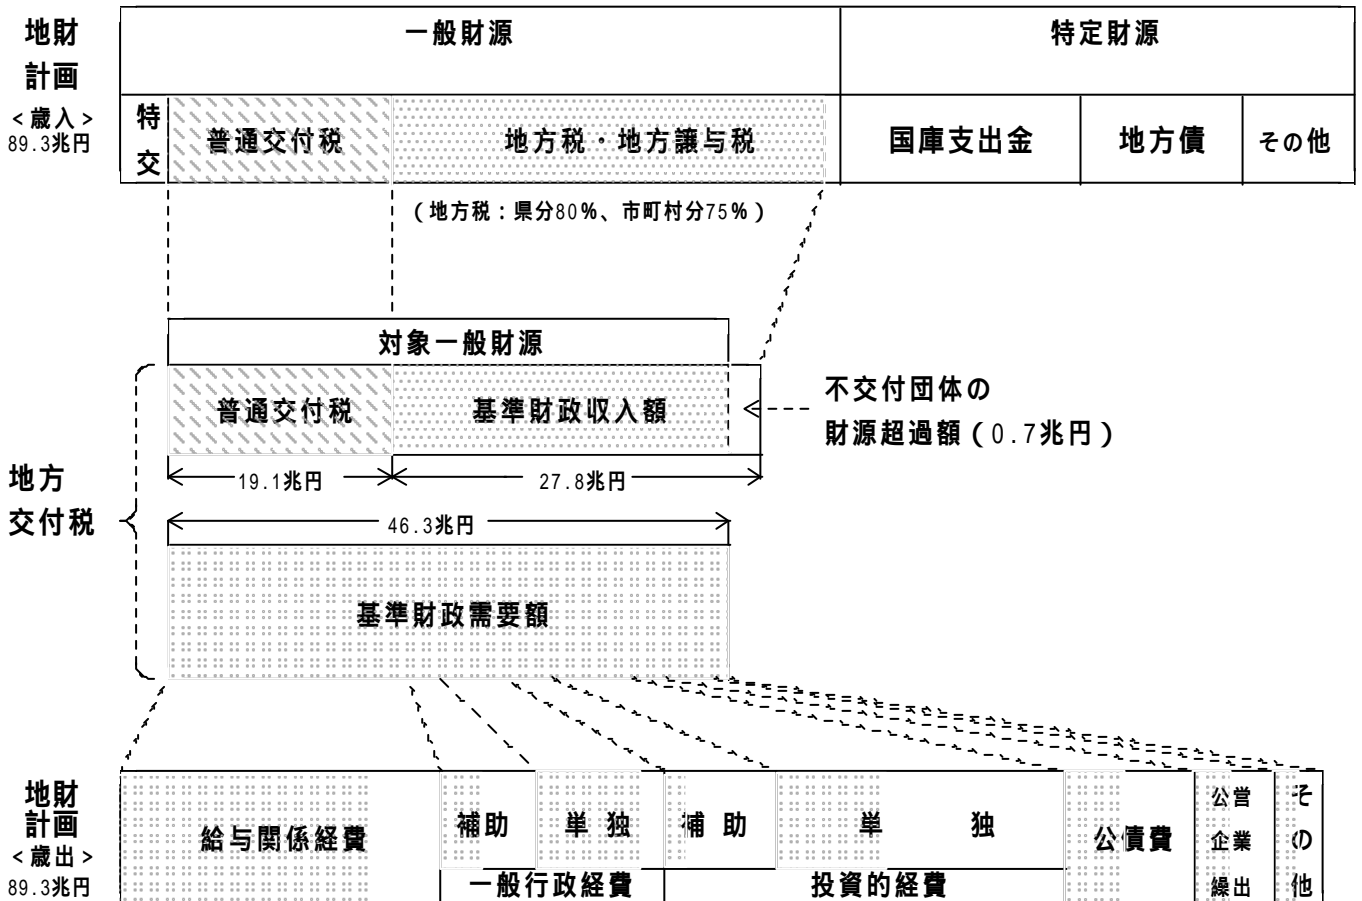 地財
計画
<歳入>
89.3兆円
一般財源
特定財源
特
交
普通交付税
地方税・地方譲与税
国庫支出金
地方債
その他
(地方税:県分80%、市町村分75%)
対象一般財源
普通交付税
基準財政収入額
不交付団体の
財源超過額(0.7兆円)
19.1兆円
27.8兆円
地方
交付税
46.3兆円
基準財政需要額
地財
計画
<歳出>
89.3兆円
給与関係経費
補助
単独
補助
単独
公債費
公営
企業
繰出
そ
の
他
一般行政経費
投資的経費